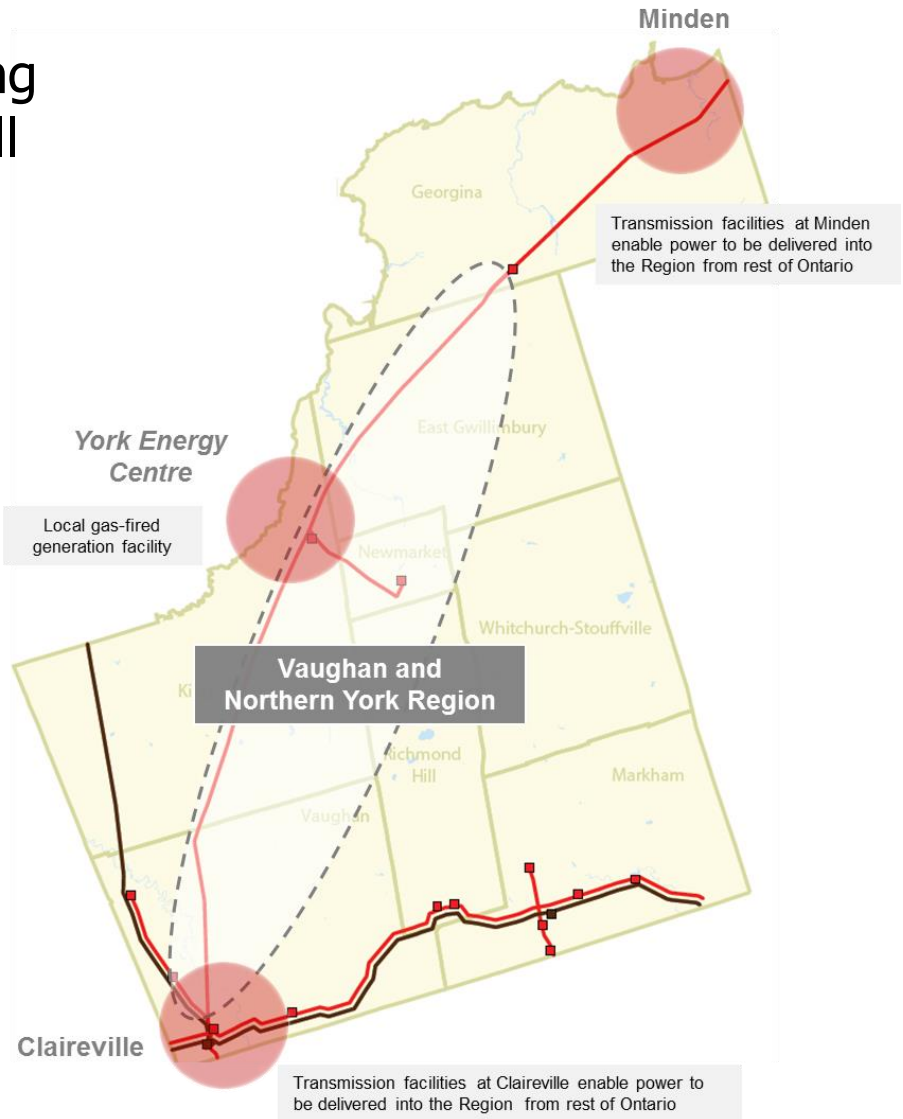 Minden
ng
ll
Georgina
Transmission facilities at Minden
enable power to be delivered into
the Region from rest of Ontario
East Gwillimbury
York Energy
Centre
Local gas-fired
generation facility
Newmarket
Whitchurch-Stouffville
Vaughan and
Northern York Region
Ki
Richmond
Hill
Markham
Vaughan
Claireville
Transmission facilities at Claireville enable power to
be delivered into the Region from rest of Ontario